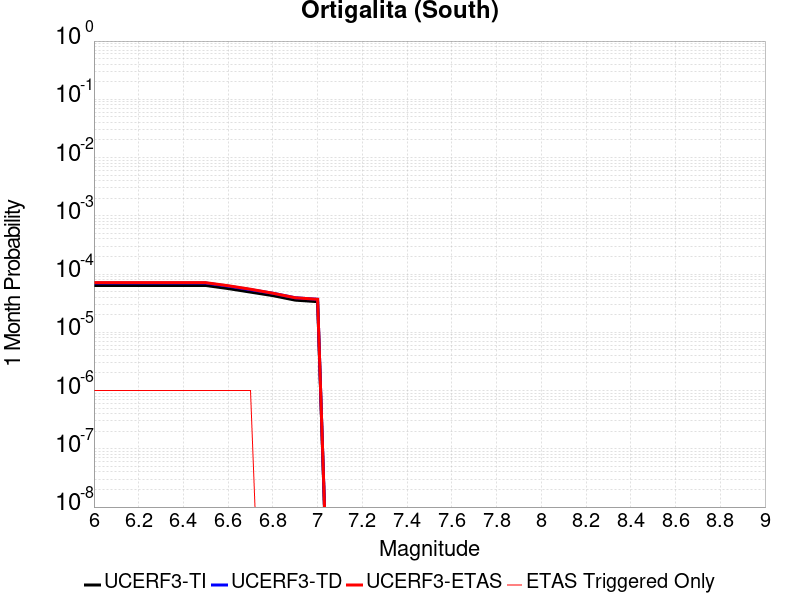 Ortigalita (South)
1 Month Probability
10^0
10^-1
10^-2
10^-3
10^-4
10^-5
10^-6
10^-7
10^-8
6 6.2 6.4 6.6 6.8 7 7.2 7.4 7.6 7.8 8 8.2 8.4 8.6 8.8 9
Magnitude
UCERF3-TI UCERF3-TD UCERF3-ETAS ETAS Triggered Only